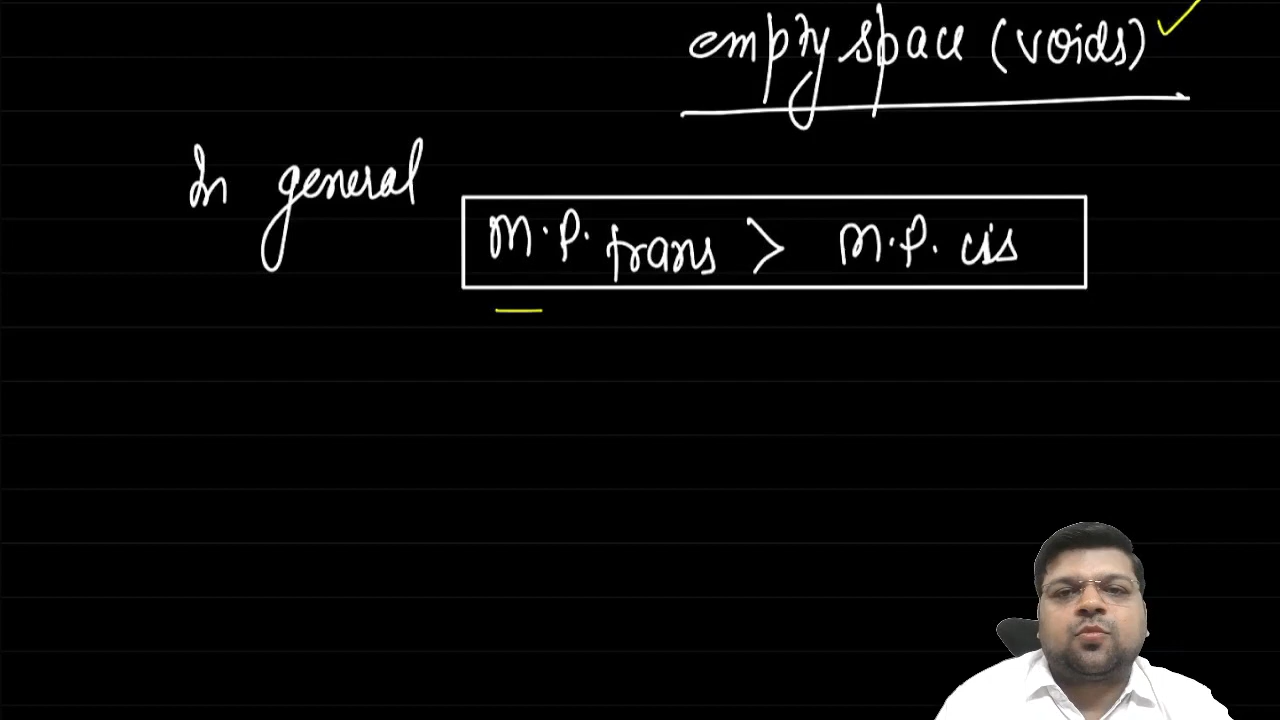 empty space (voids)
In general
M.P. trans > M.P. cis